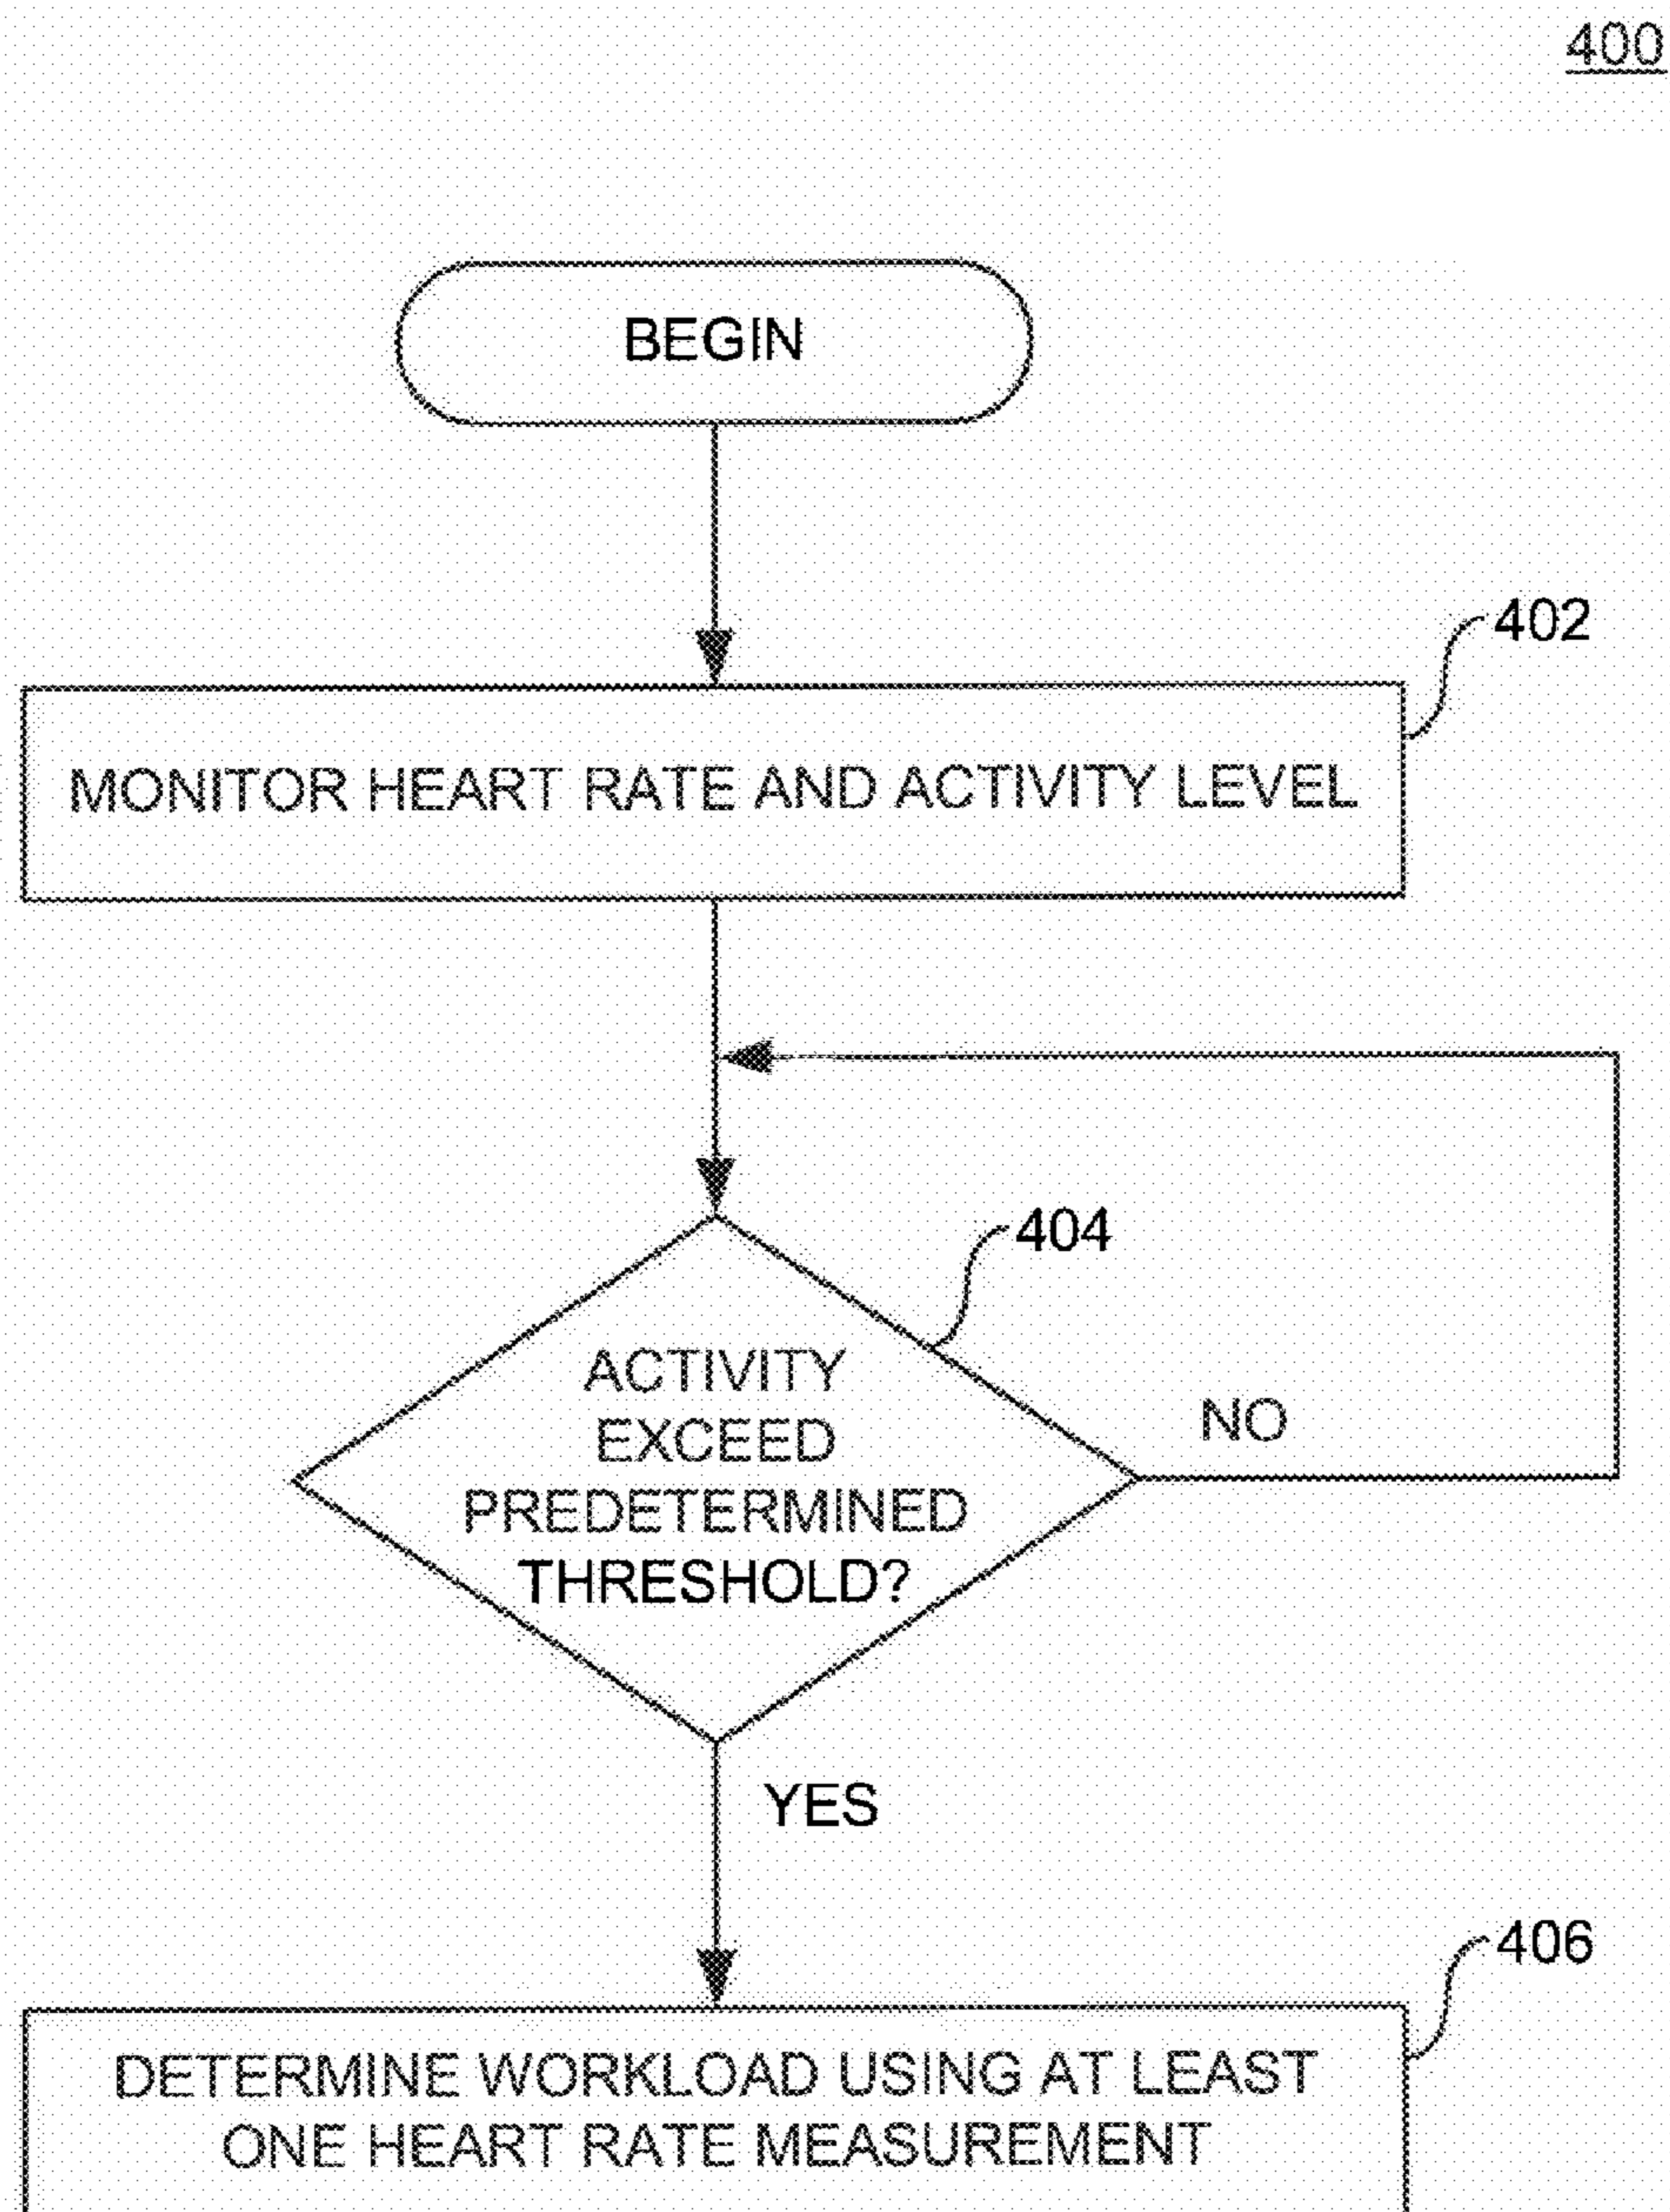 400
BEGIN
402
MONITOR HEART RATE AND ACTIVITY LEVEL
404
ACTIVITY
EXCEED
PREDETERMINED
THRESHOLD?
NO
YES
406
DETERMINE WORKLOAD USING AT LEAST
ONE HEART RATE MEASUREMENT